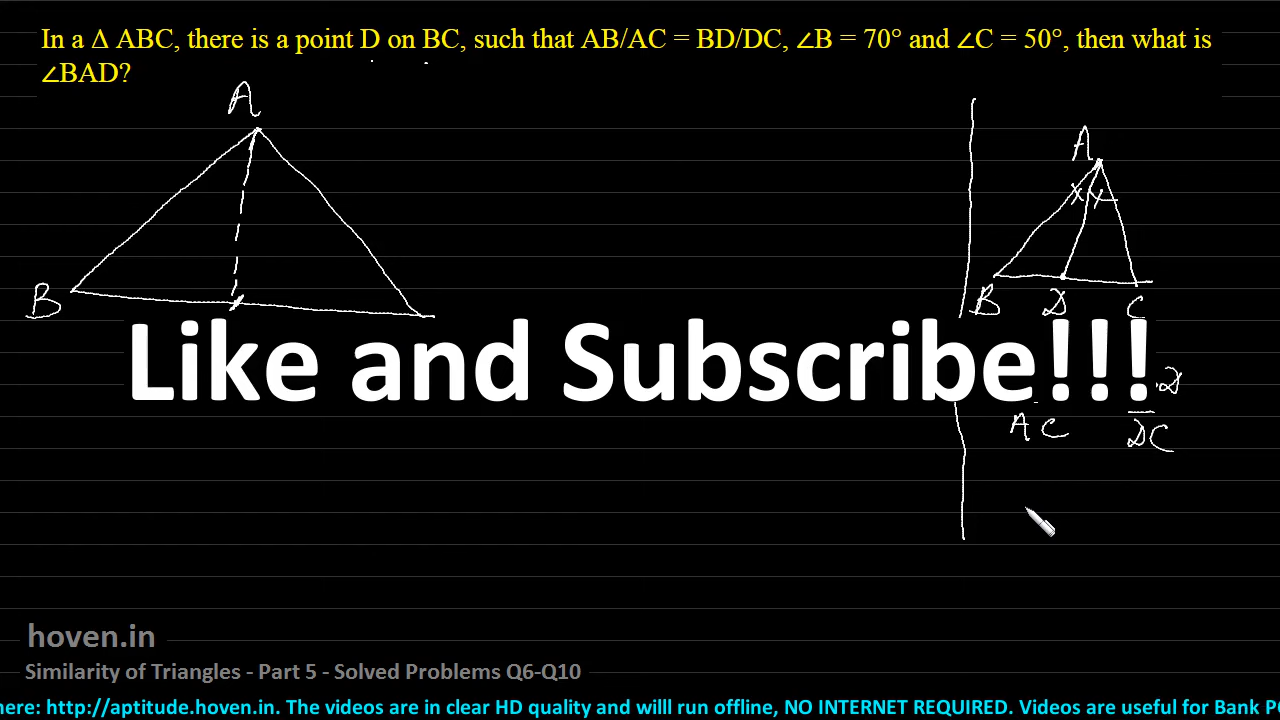 In a Δ ABC, there is a point D on BC, such that AB/AC = BD/DC, ∠B = 70° and ∠C = 50°, then what is
∠BAD?
A
A
x
B
B D C
Like and Subscribe!!!
D
AC DC
hoven.in
Similarity of Triangles - Part 5 - Solved Problems Q6-Q10
here: http://aptitude.hoven.in. The videos are in clear HD quality and willl run offline, NO INTERNET REQUIRED. Videos are useful for Bank P